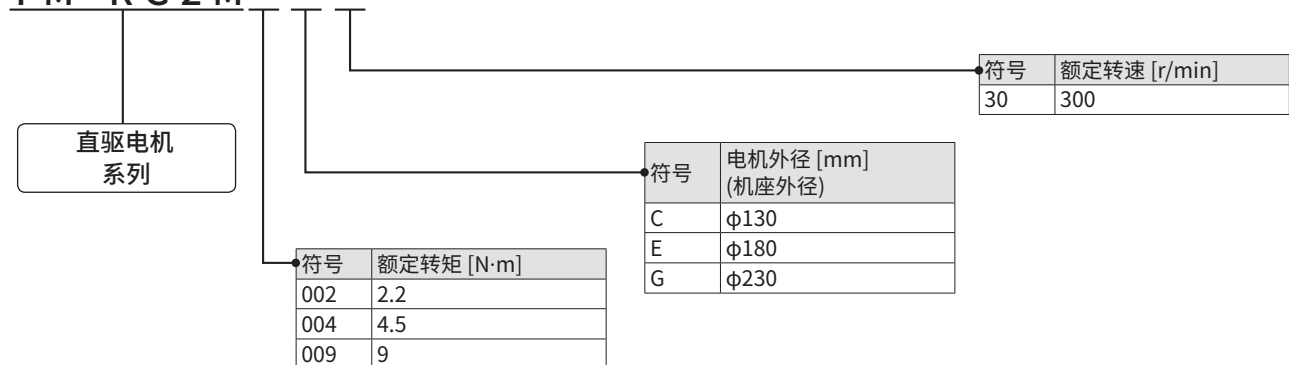 直驱电机
系列
符号 额定转速 [r/min]
30 300
符号 电机外径 [mm]
(机座外径)
C φ130
E φ180
G φ230
符号 额定转矩 [N·m]
002 2.2
004 4.5
009 9